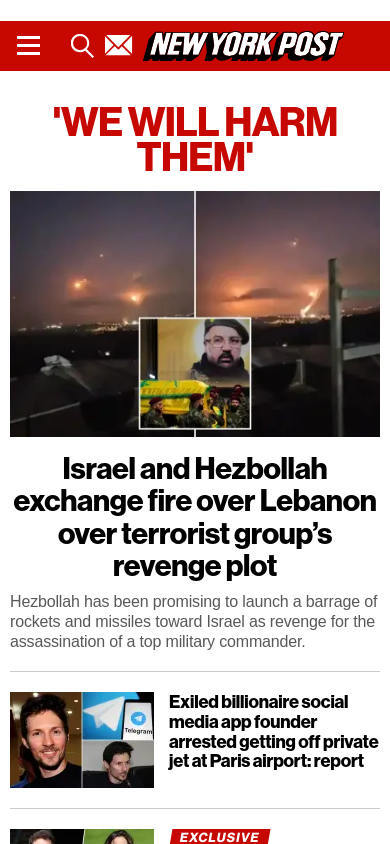 NEW YORK POST
'WE WILL HARM
THEM'
Israel and Hezbollah
exchange fire over Lebanon
over terrorist group’s
revenge plot
Hezbollah has been promising to launch a barrage of
rockets and missiles toward Israel as revenge for the
assassination of a top military commander.
Telegram
Exiled billionaire social
media app founder
arrested getting off private
jet at Paris airport: report
EXCLUSIVE